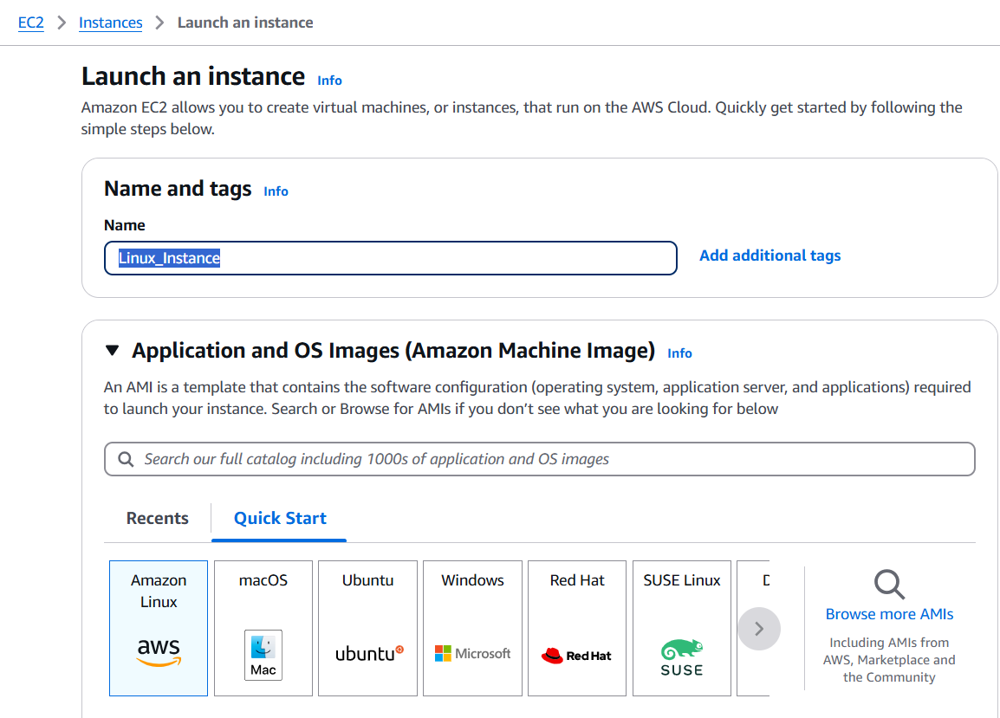 EC2 > Instances > Launch an instance
Launch an instance Info
Amazon EC2 allows you to create virtual machines, or instances, that run on the AWS Cloud. Quickly get started by following the
simple steps below.
Name and tags Info
Name
Linux_Instance
Add additional tags
Application and OS Images (Amazon Machine Image) Info
An AMI is a template that contains the software configuration (operating system, application server, and applications) required
to launch your instance. Search or Browse for AMIs if you don’t see what you are looking for below
Search our full catalog including 1000s of application and OS images
Recents
Quick Start
Amazon
Linux
aws
macOS
Mac
Ubuntu
ubuntu
Windows
Microsoft
Red Hat
Red Hat
SUSE Linux
SUSE
Browse more AMIs
Including AMIs from
AWS, Marketplace and
the Community